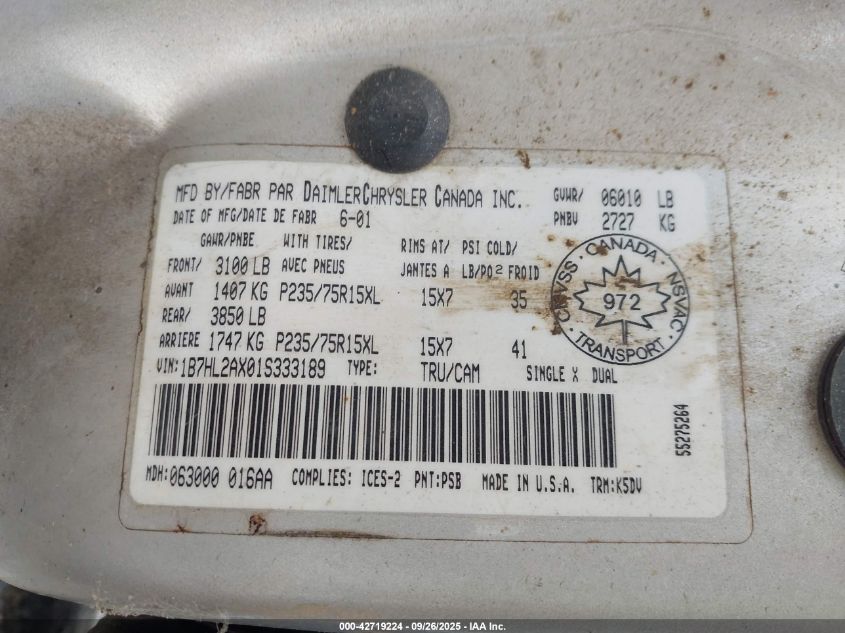 MFD BY/FABR PAR DAIMLERCHRYSLER CANADA INC. GVWR/ 06010 LB
DATE OF MFG/DATE DE FABR 6-01 PNBV 2727 KG
GAWR/PNBE WITH TIRES/ RIMS AT/ PSI COLD/
FRONT/ 3100 LB AVEC PNEUS JANTES A LB/PO2 FROID
AVANT 1407 KG P235/75R15XL 15X7 35
REAR/ 3850 LB
ARRIERE 1747 KG P235/75R15XL 15X7 41
CANADA
CMVSS NSVAC
972
TRANSPORT
VIN: 1B7HL2AX01S333189 TYPE: TRU/CAM SINGLE X DUAL
55275264
MDH: 063000 016AA COMPLIES: ICES-2 PNT:PSB MADE IN U.S.A. TRM:K5DV
000-42719224 - 09/26/2025 - IAA Inc.